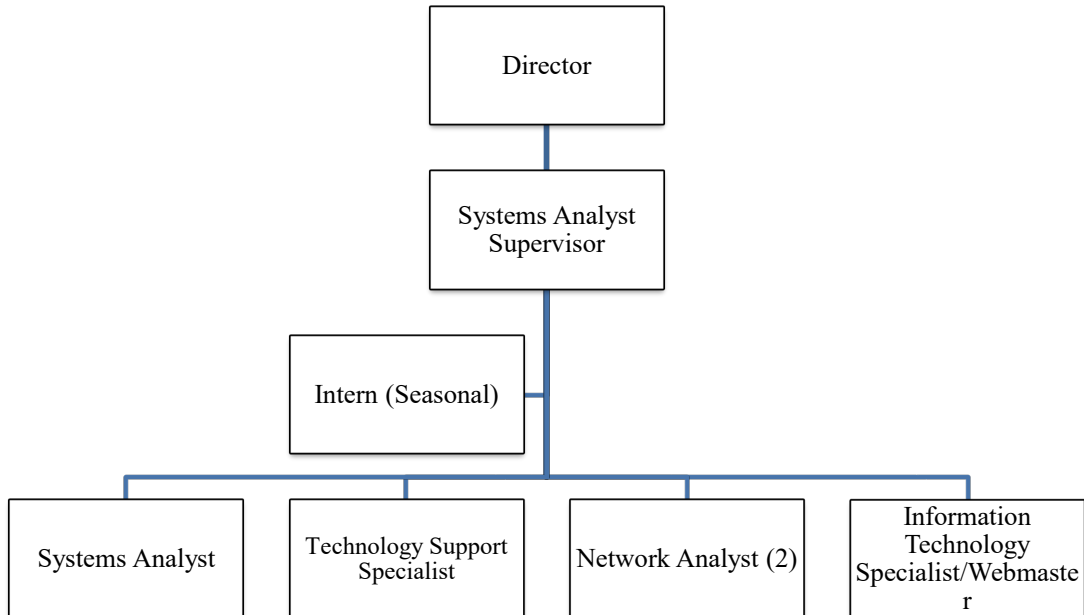 Director
Systems Analyst
Supervisor
Intern (Seasonal)
Systems Analyst
Technology Support
Specialist
Network Analyst (2)
Information
Technology
Specialist/Webmaste
r